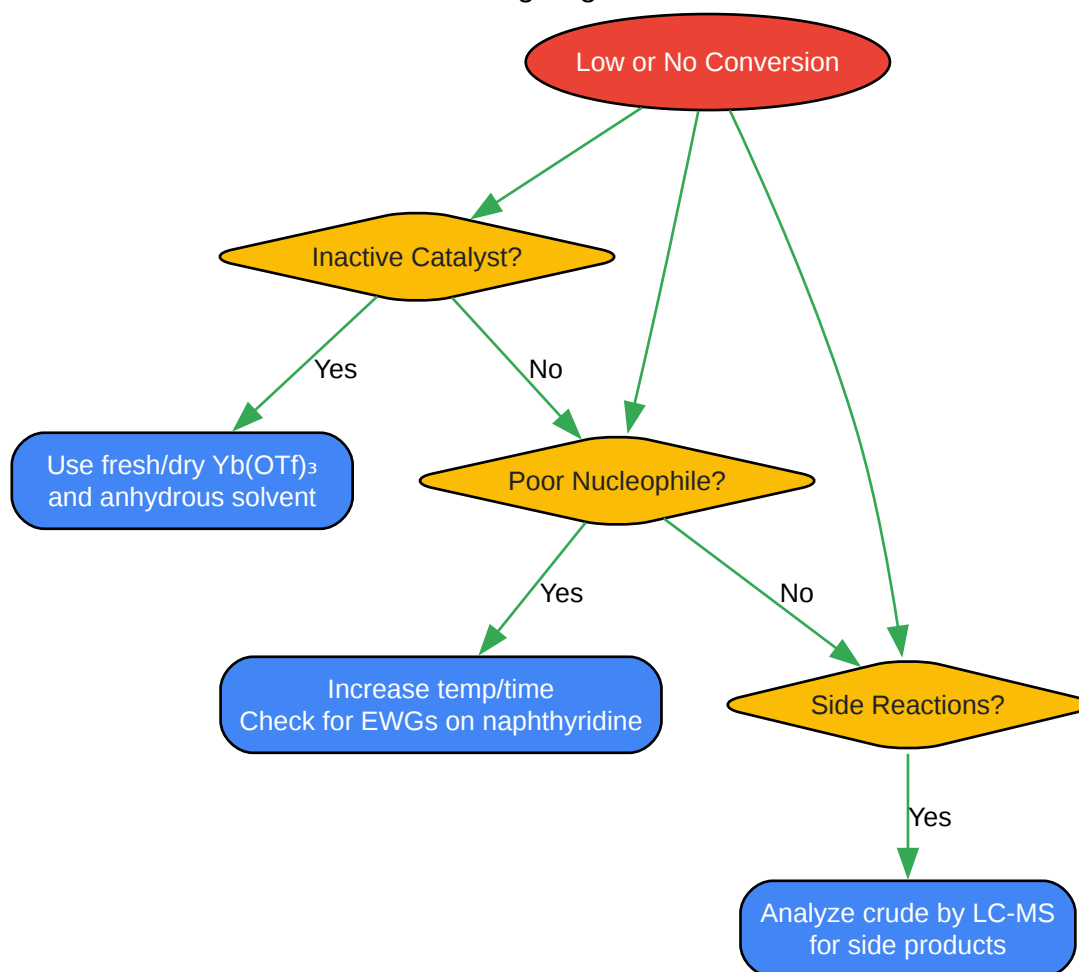 Low or No Conversion
Inactive Catalyst?
Yes
No
Use fresh/dry Yb(OTf)₃
and anhydrous solvent
Poor Nucleophile?
Yes
No
Increase temp/time
Check for EWGs on naphthyridine
Side Reactions?
Yes
Analyze crude by LC-MS
for side products